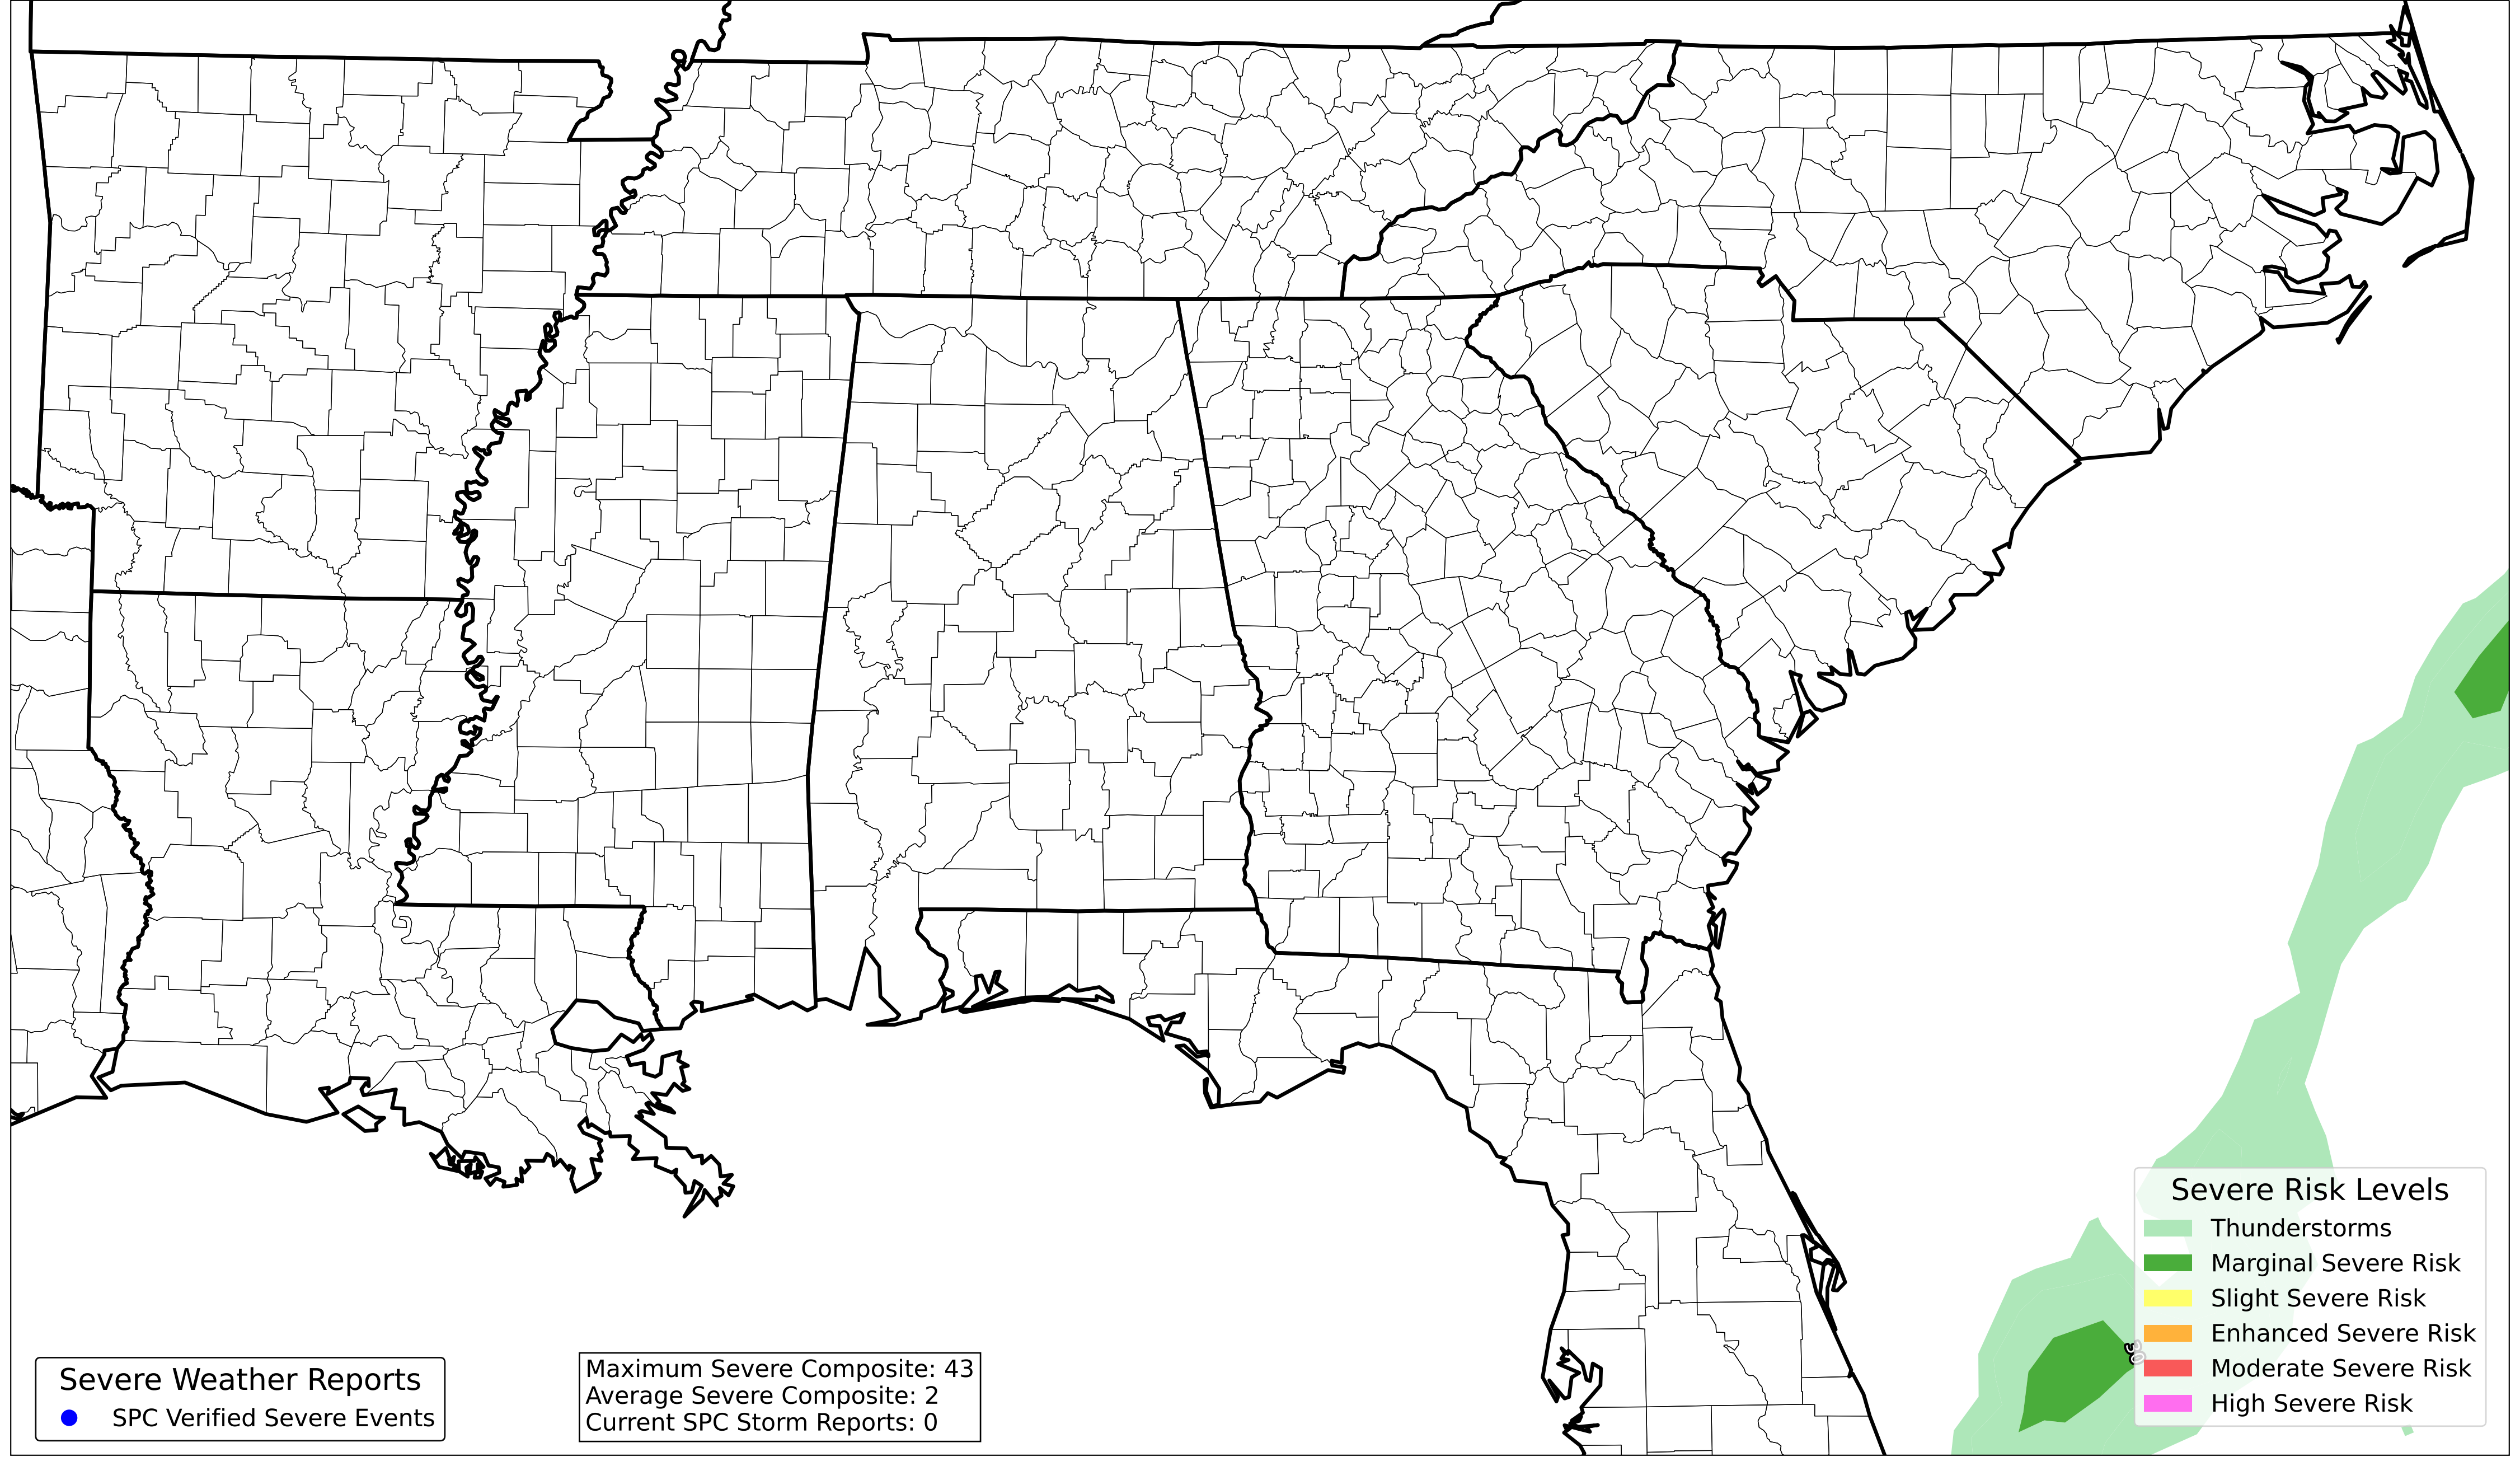 Severe Risk Levels
Thunderstorms
Marginal Severe Risk
Slight Severe Risk
Enhanced Severe Risk
Moderate Severe Risk
High Severe Risk
Severe Weather Reports
SPC Verified Severe Events
Maximum Severe Composite: 43
Average Severe Composite: 2
Current SPC Storm Reports: 0